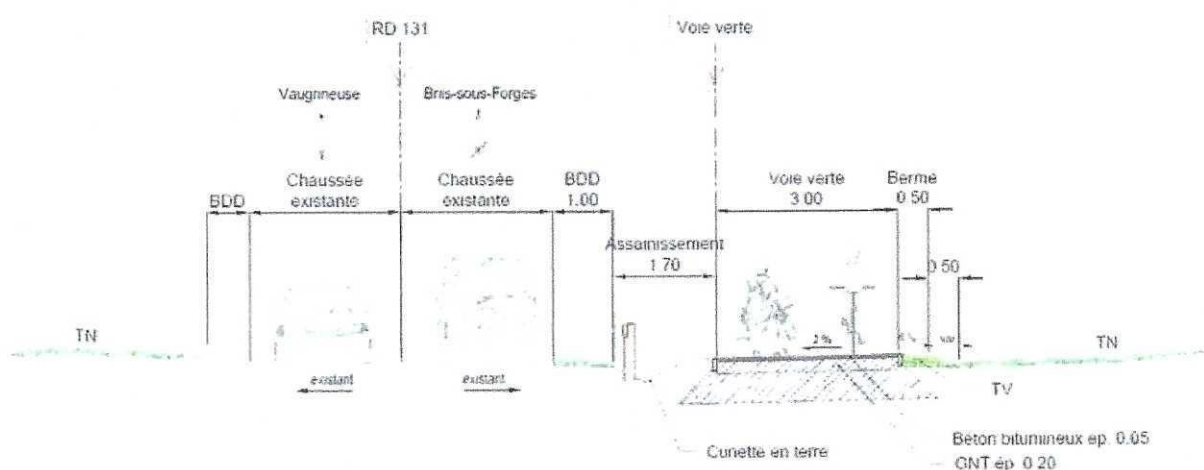 RD 131
Voie verte
Vaugrineuse
Briis-sous-Forges
BDD
Chaussée
existante
Chaussée
existante
BDD
1.00
Voie verte
3.00
Berme
0.50
Assainissement
1.70
0.50
TN
2%
TN
existant
existant
TV
Cunette en terre
Béton bitumineux ep. 0.05
GNT ép. 0.20